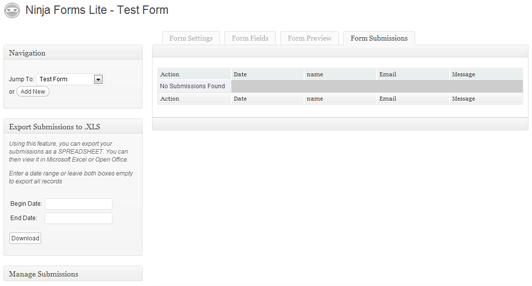 Ninja Forms Lite - Test Form
Form Settings Form Fields Form Preview Form Submissions
Navigation
Jump To: Test Form
or Add New
Export Submissions to .XLS
Using this feature, you can export your
submissions as a SPREADSHEET. You can
then view it in Microsoft Excel or Open Office.
Enter a date range or leave both boxes empty
to export all records
Begin Date:
End Date:
Download
Manage Submissions
Action Date name Email Message
No Submissions Found
Action Date name Email Message